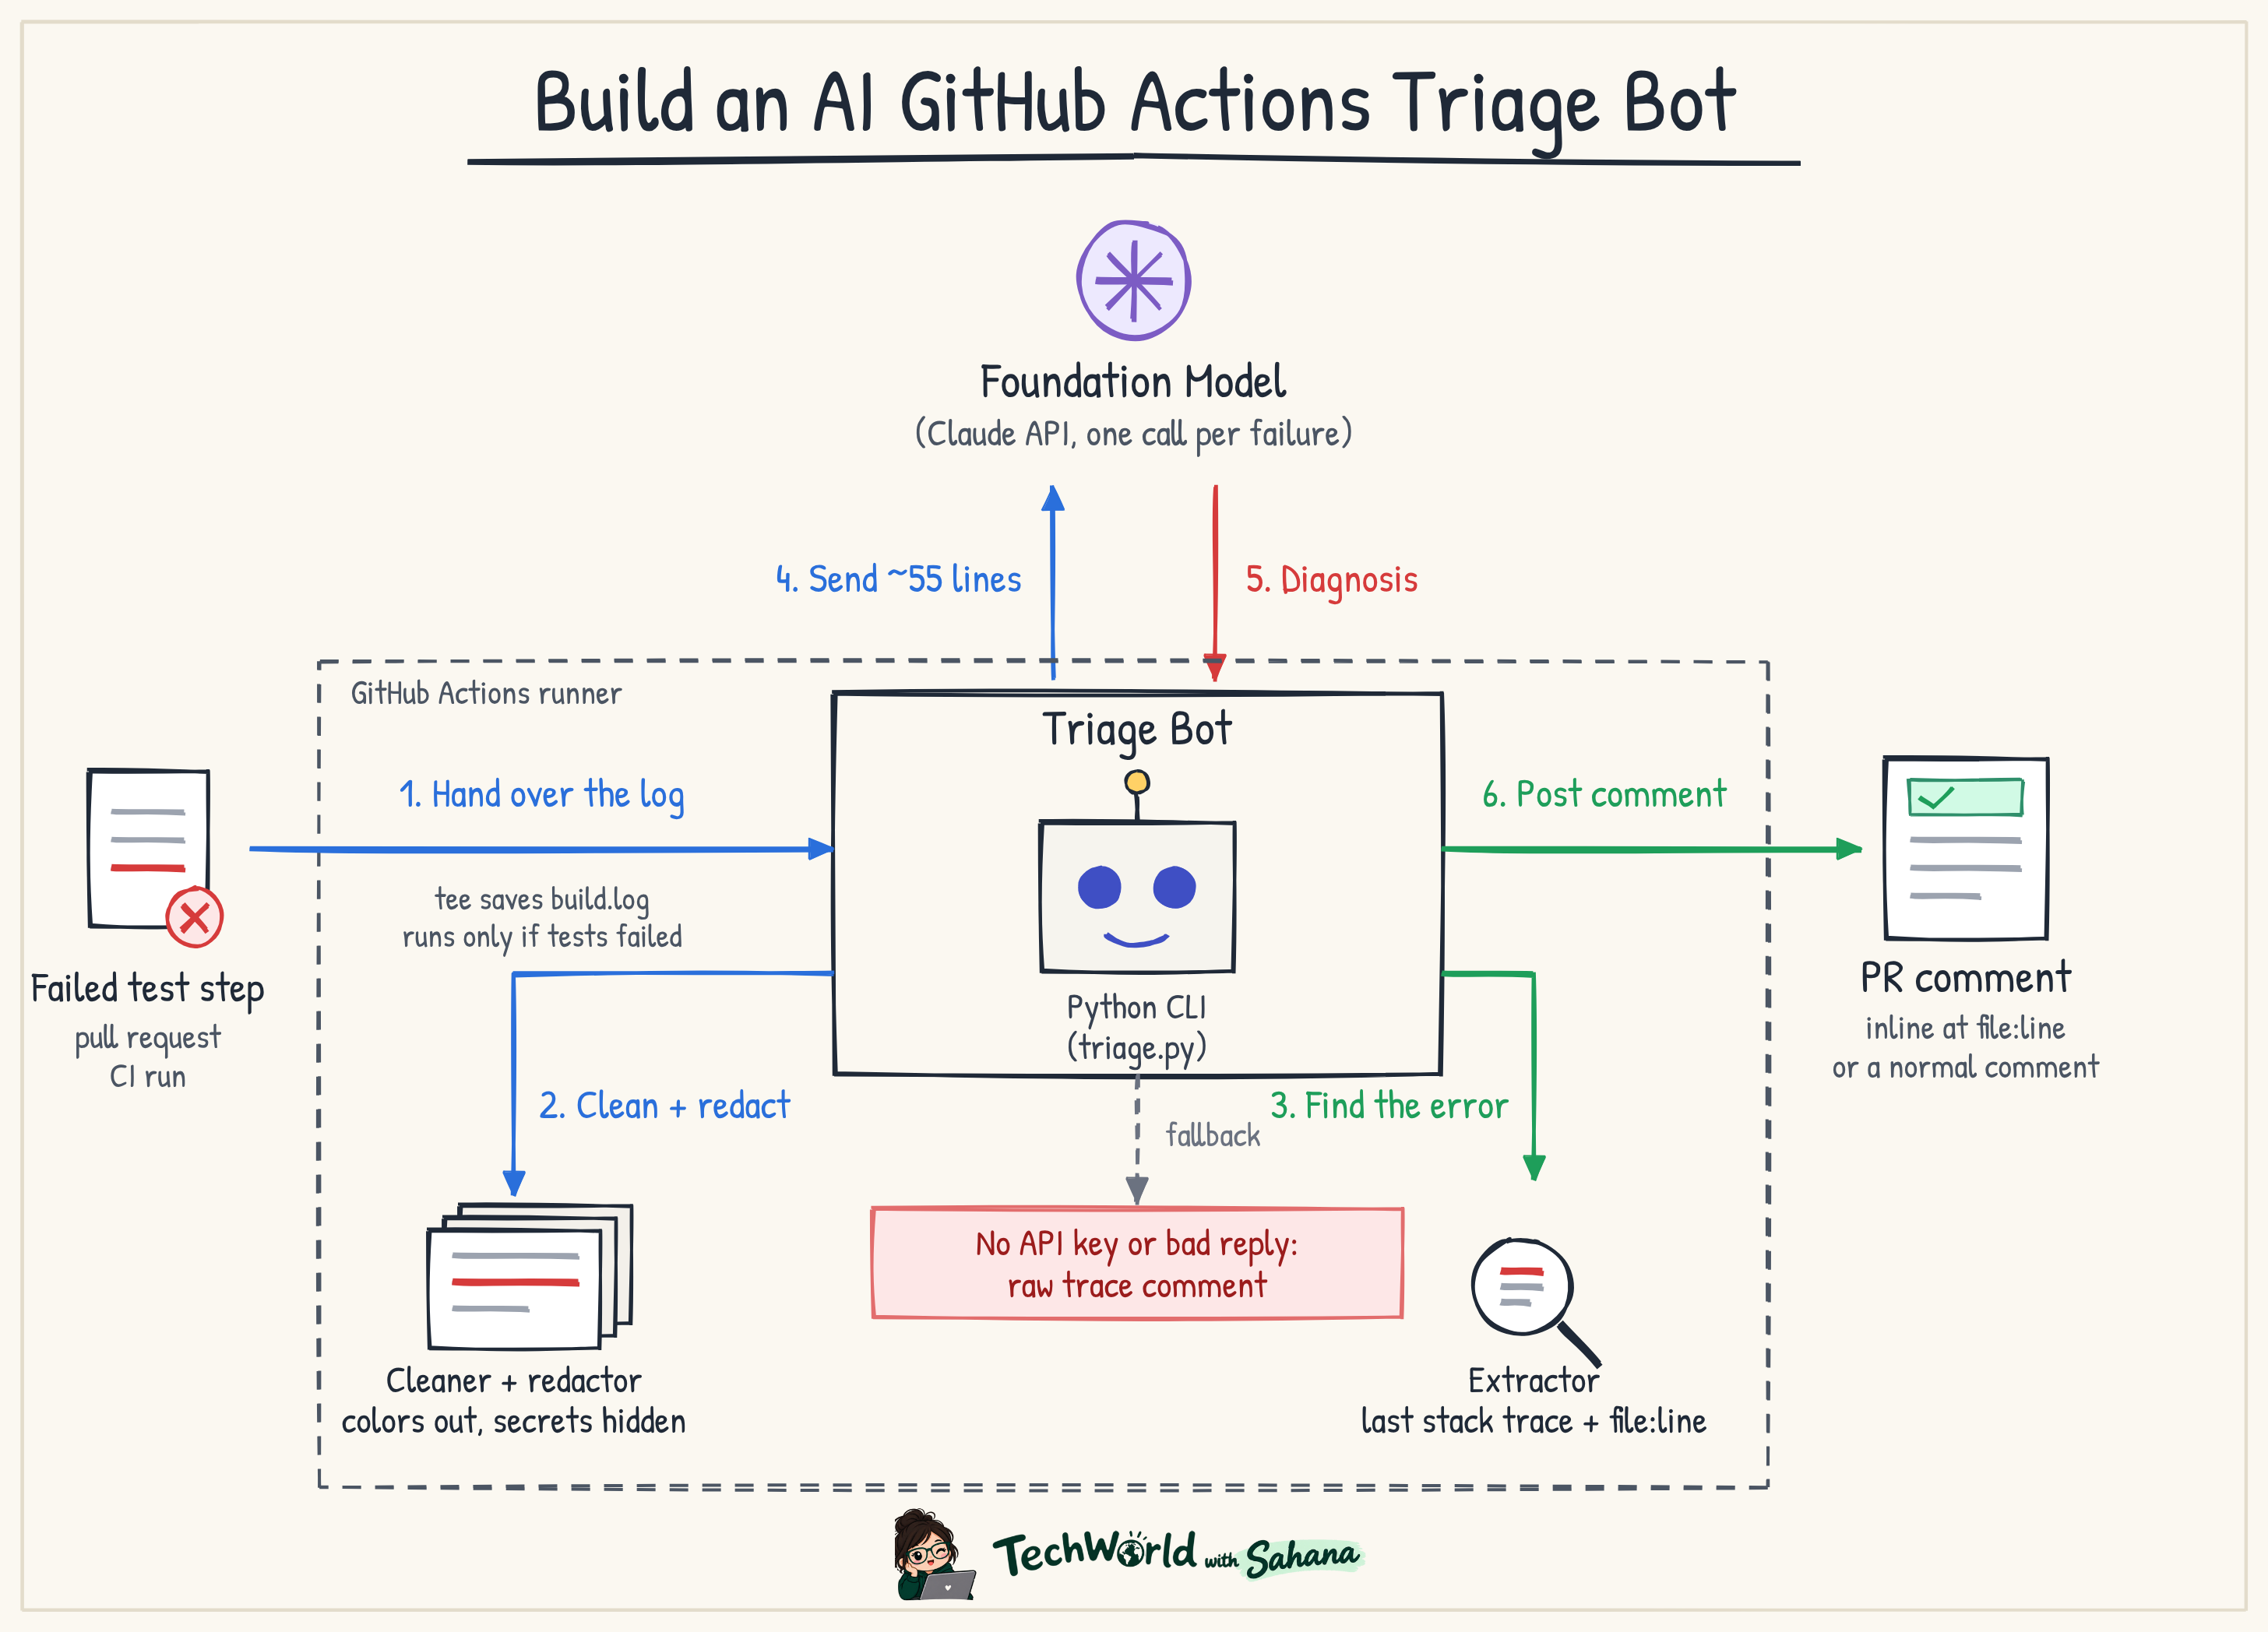 Build an AI GitHub Actions Triage Bot
Foundation Model
(Claude API, one call per failure)
4. Send ~55 lines
5. Diagnosis
GitHub Actions runner
Triage Bot
1. Hand over the log
6. Post comment
tee saves build.log
runs only if tests failed
Failed test step
pull request
CI run
Python CLI
(triage.py)
PR comment
inline at file:line
or a normal comment
2. Clean + redact
fallback
3. Find the error
No API key or bad reply:
raw trace comment
Cleaner + redactor
colors out, secrets hidden
Extractor
last stack trace + file:line
TechWorld with Sahana